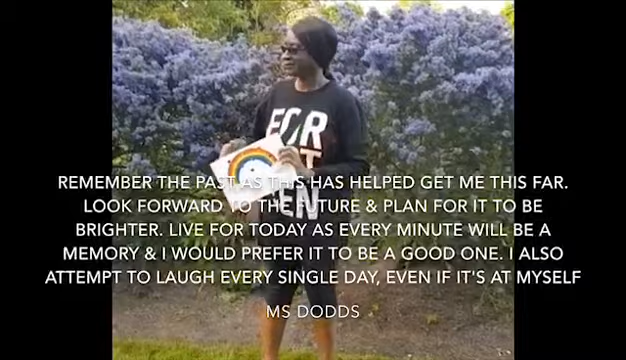 FOR
EN
REMEMBER THE PAST AS THIS HAS HELPED GET ME THIS FAR.
LOOK FORWARD TO THE FUTURE & PLAN FOR IT TO BE
BRIGHTER. LIVE FOR TODAY AS EVERY MINUTE WILL BE A
MEMORY & I WOULD PREFER IT TO BE A GOOD ONE. I ALSO
ATTEMPT TO LAUGH EVERY SINGLE DAY, EVEN IF IT'S AT MYSELF
MS DODDS